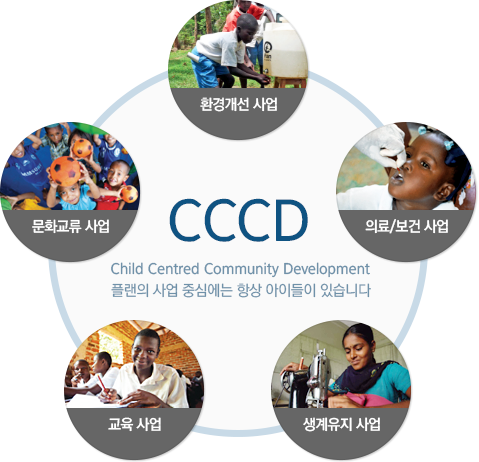 환경개선 사업
문화교류 사업
의료/보건 사업
CCCD
Child Centred Community Development
플랜의 사업 중심에는 항상 아이들이 있습니다
교육 사업
생계유지 사업